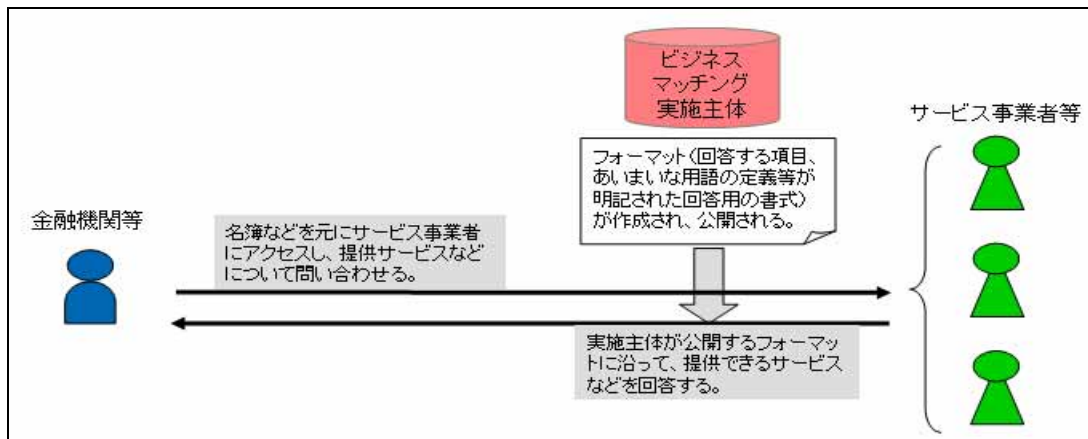 ビジネス
マッチング
実施主体
サービス事業者等
フォーマット(回答する項目、
あいまいな用語の定義等が
明記された回答用の書式)
が作成され、公開される。
金融機関等
名簿などを元にサービス事業者
にアクセスし、提供サービスなど
について問い合わせる。
実施主体が公開するフォーマッ
トに沿って、提供できるサービス
などを回答する。